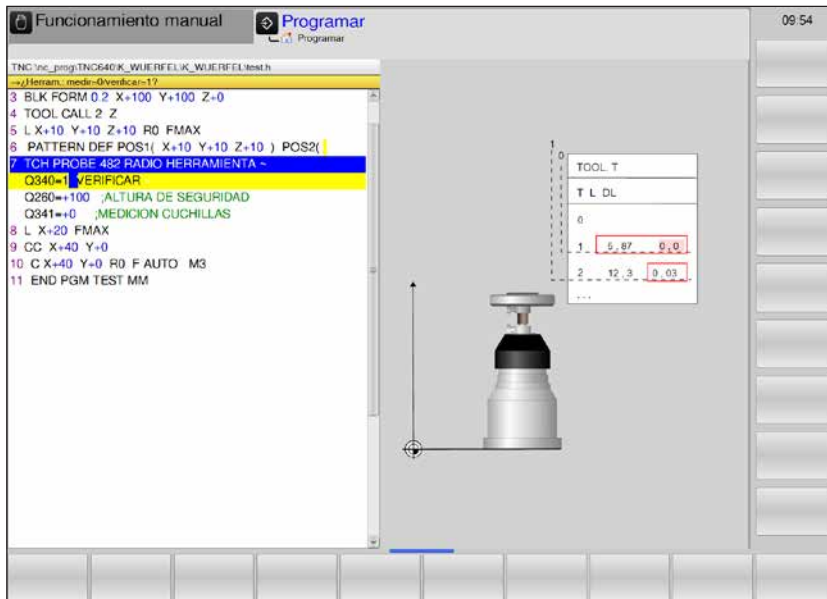 Funcionamiento manual
Programar
Programar
09:54
TNC:\nc_prog\TNC640\K_WUERFEL\K_WUERFEL\test.h
→¿Herram.: medir=0/verificar=1?
3 BLK FORM 0.2 X+100 Y+100 Z+0
4 TOOL CALL 2 Z
5 L X+10 Y+10 Z+10 R0 FMAX
6 PATTERN DEF POS1( X+10 Y+10 Z+10 ) POS2(
7 TCH PROBE 482 RADIO HERRAMIENTA ~
Q340=1 VERIFICAR
Q260=+100 ;ALTURA DE SEGURIDAD
Q341=+0 ;MEDICION CUCHILLAS
8 L X+20 FMAX
9 CC X+40 Y+0
10 C X+40 Y+0 R0 F AUTO M3
11 END PGM TEST MM
1
0
TOOL.T
T L DL
0
1 5,87 0,0
2 12,3 0,03
...